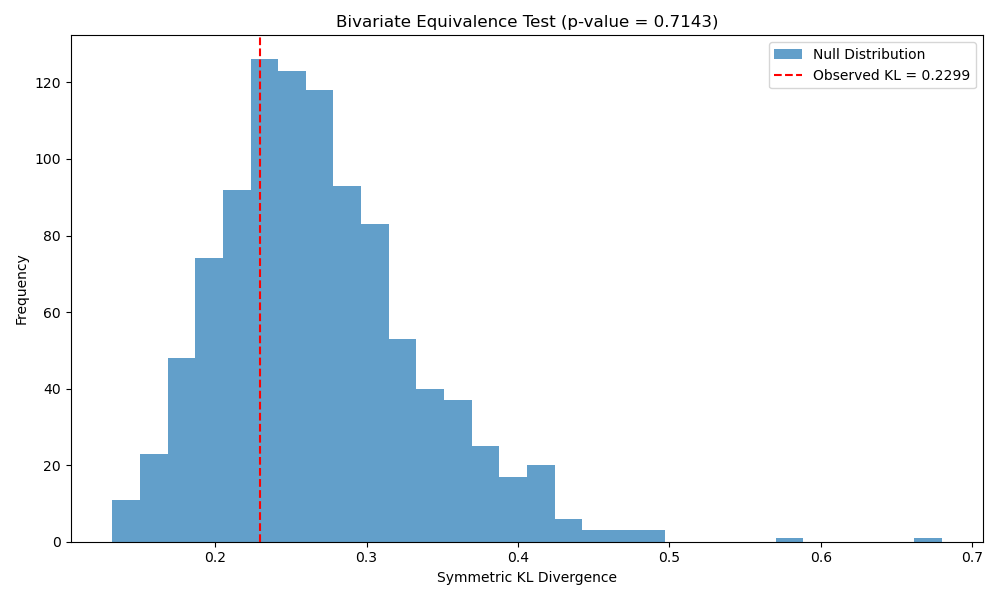 Bivariate Equivalence Test (p-value = 0.7143)
Null Distribution
Observed KL = 0.2299
Frequency
120
100
80
60
40
20
0
0.2 0.3 0.4 0.5 0.6 0.7
Symmetric KL Divergence